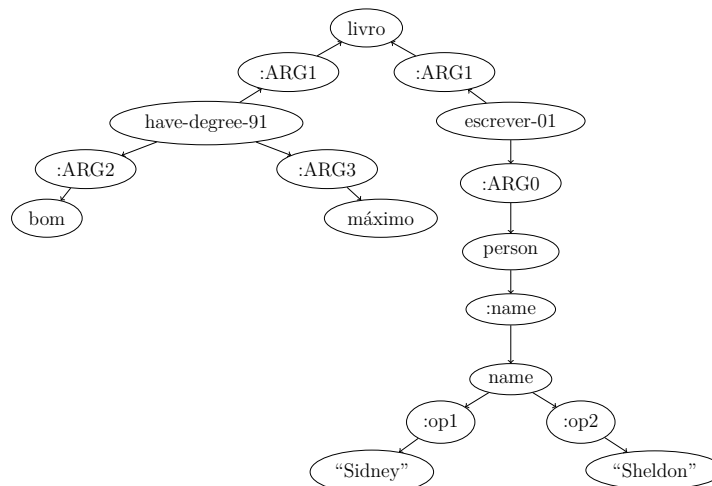 livro
:ARG1 :ARG1
have-degree-91 escrever-01
:ARG2 :ARG3 :ARG0
bom máximo
person
:name
name
:op1 :op2
“Sidney” “Sheldon”